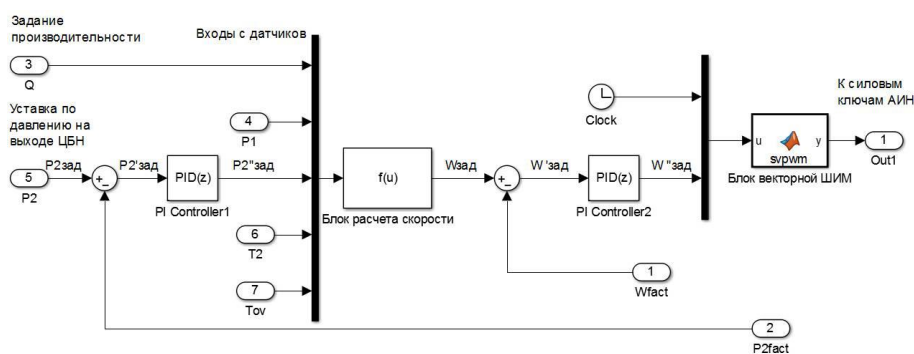 Задание
производительности
3
Q
Уставка по
давлению на
выходе ЦБН
P2зад
5
P2
P2'зад
PID(z)
PI Controller1
P2''зад
Входы с датчиков
4
P1
6
T2
7
Tov
f(u)
Блок расчета скорости
Wзад
W'зад
PID(z)
PI Controller2
W''зад
Clock
1
Wfact
2
P2fact
u
y
svpwm
Блок векторной ШИМ
К силовым
ключам АИН
1
Out1